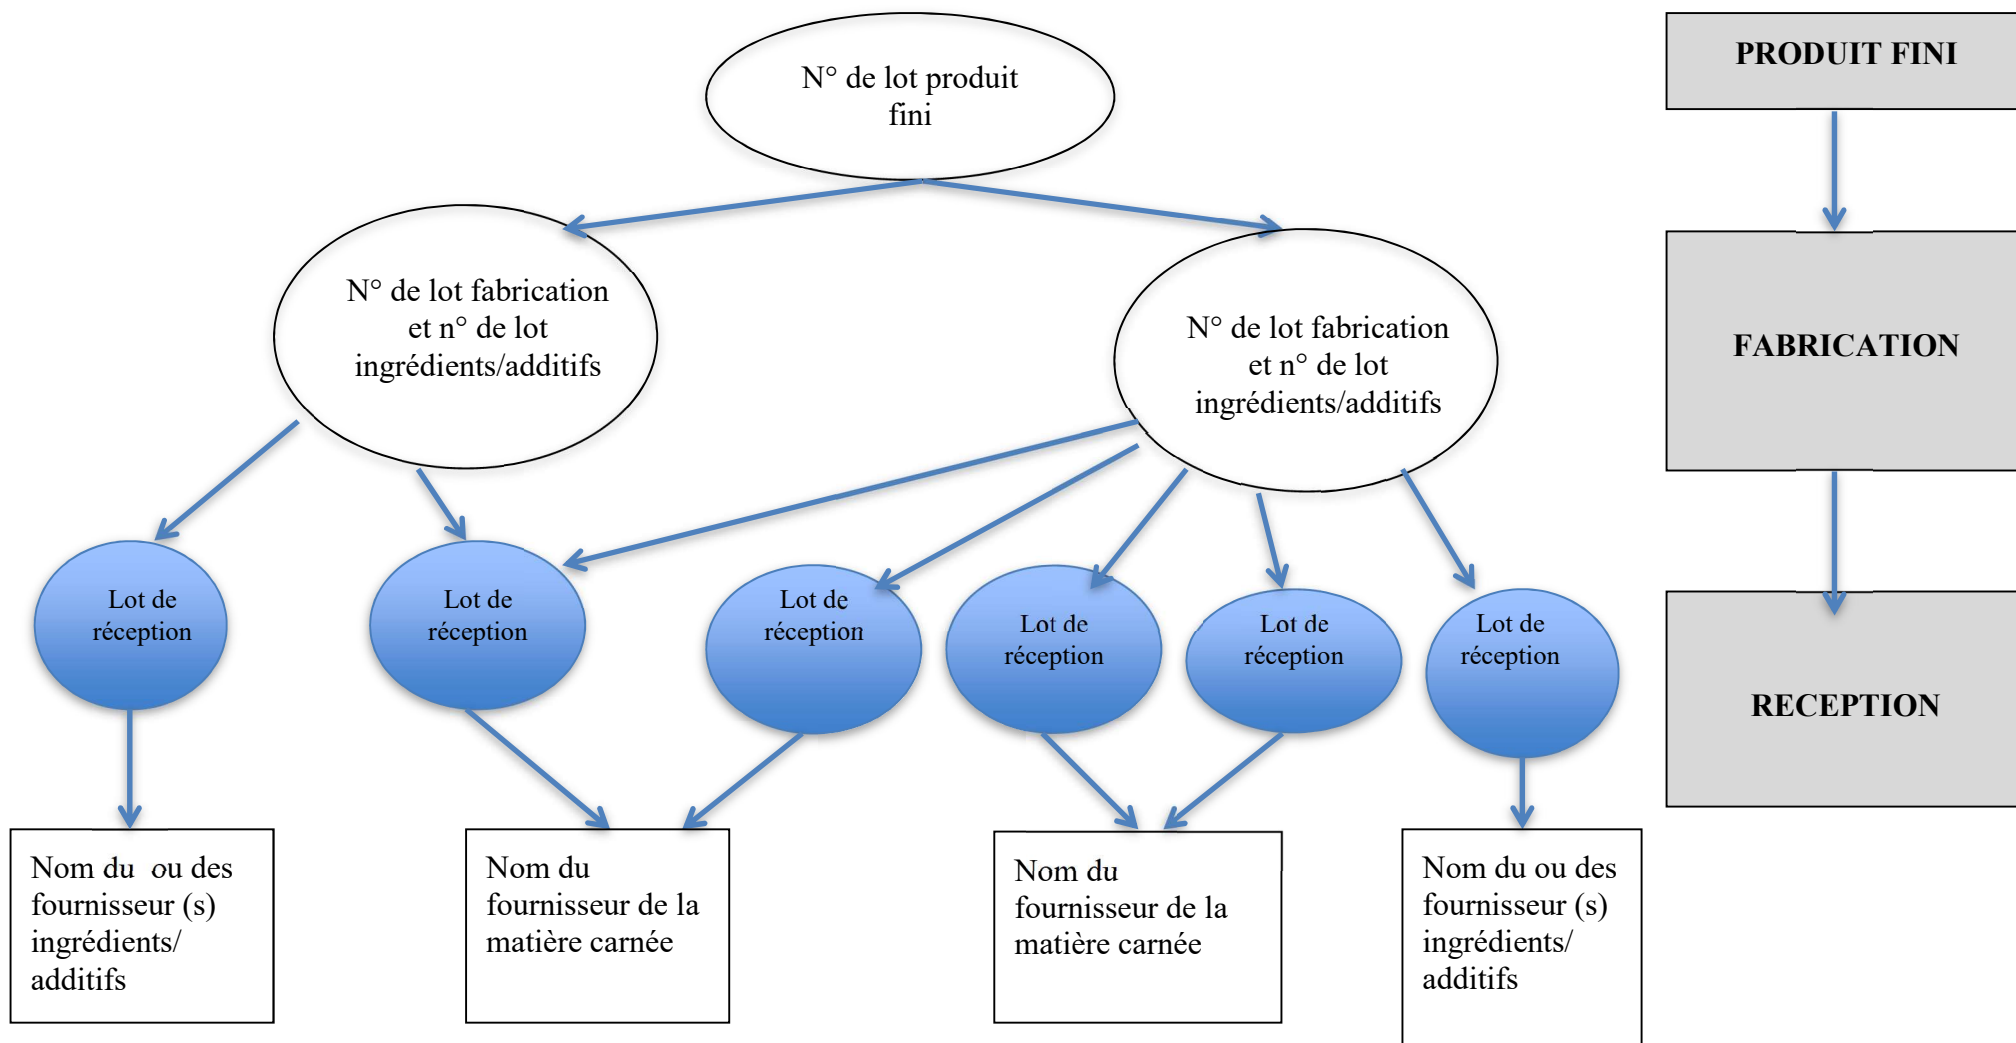 N° de lot produit
fini
PRODUIT FINI
N° de lot fabrication
et n° de lot
ingrédients/additifs
N° de lot fabrication
et n° de lot
ingrédients/additifs
FABRICATION
Lot de
réception
Lot de
réception
Lot de
réception
Lot de
réception
Lot de
réception
Lot de
réception
RECEPTION
Nom du  ou des
fournisseur (s)
ingrédients/
additifs
Nom du
fournisseur de la
matière carnée
Nom du
fournisseur de la
matière carnée
Nom du ou des
fournisseur (s)
ingrédients/
additifs